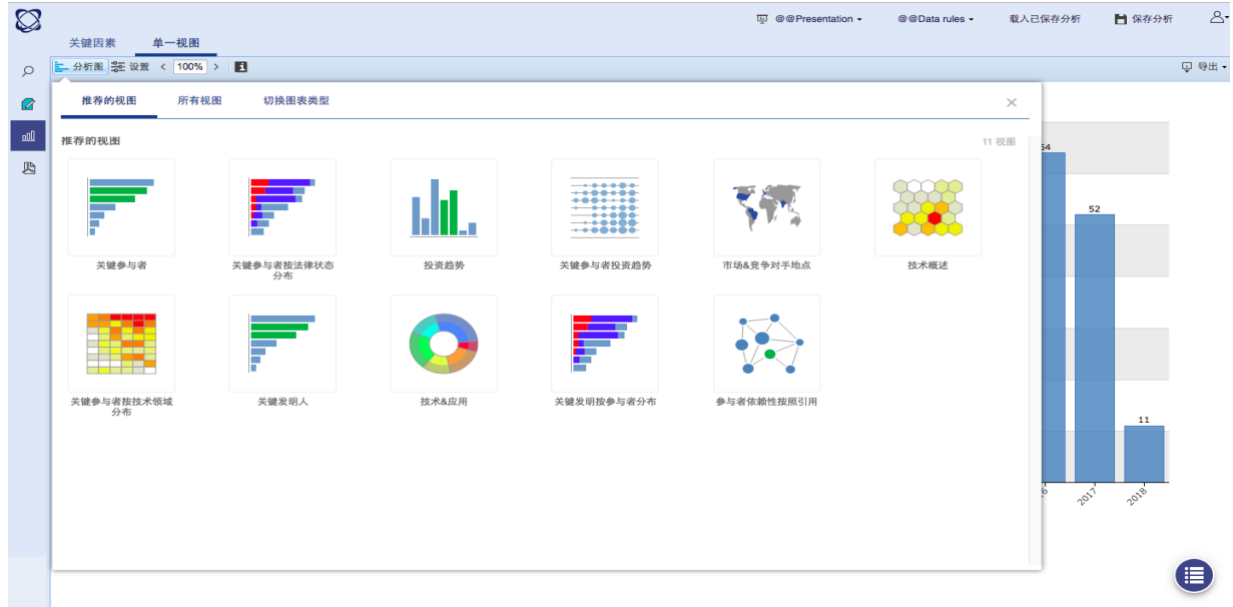 @@Presentation
@@Data rules
载入已保存分析
保存分析
关键因素
单一视图
分析图
设置
100%
导出
推荐的视图
所有视图
切换图表类型
推荐的视图
11 视图
关键参与者
关键参与者按法律状态
分布
投资趋势
关键参与者投资趋势
市场&竞争对手地点
技术概述
关键参与者按技术领域
分布
关键发明人
技术&应用
关键发明按参与者分布
参与者依赖性按照引用
52
11
2017
2018